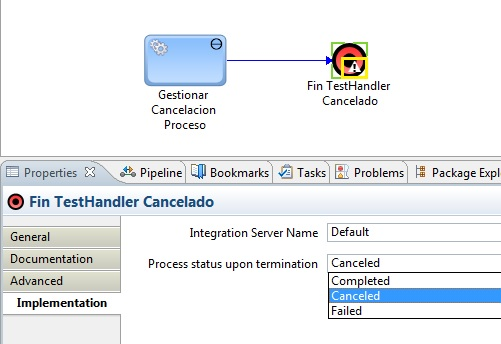 Gestionar
Cancelacion
Proceso
Fin TestHandler
Cancelado
Properties Pipeline Bookmarks Tasks Problems Package Expl
Fin TestHandler Cancelado
General
Documentation
Advanced
Implementation
Integration Server Name Default
Process status upon termination Canceled
Completed
Canceled
Failed